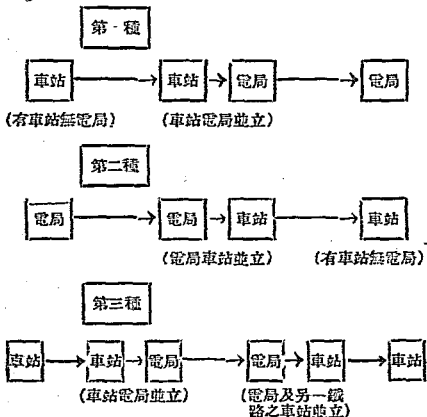 第一種
車站 → 車站 → 電局 → 電局
(有車站無電局) (車站電局並立)
第二種
電局 → 電局 → 車站 → 車站
(電局車站並立) (有車站無電局)
第三種
車站 → 車站 → 電局 → 電局 → 車站 → 車站
(車站電局並立) (電局及另一鐵
路之車站並立)